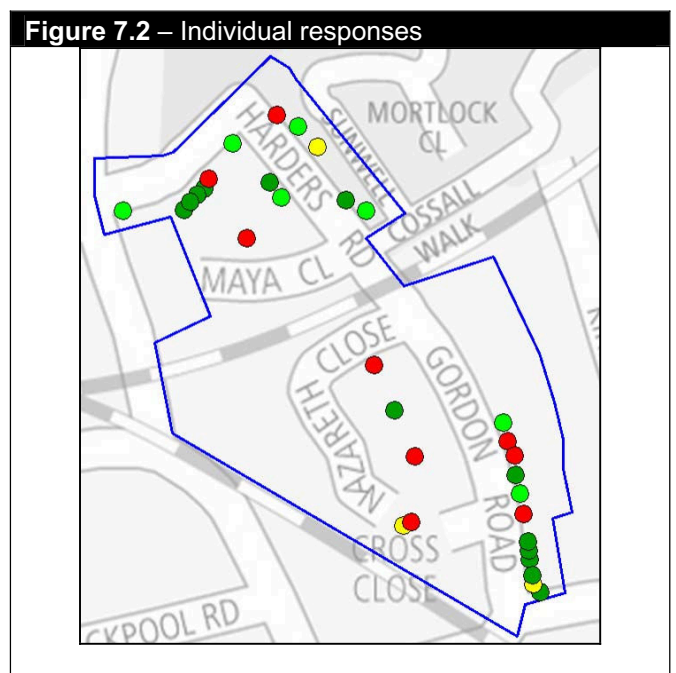 Figure 7.2 – Individual responses
MORTLOCK
CL
HARDERS
RD
SUNWELL
COSSALL
WALK
MAYA CL
CLOSE
NAZARETH
GORDON
ROAD
CROSS
CLOSE
CKPOOL RD